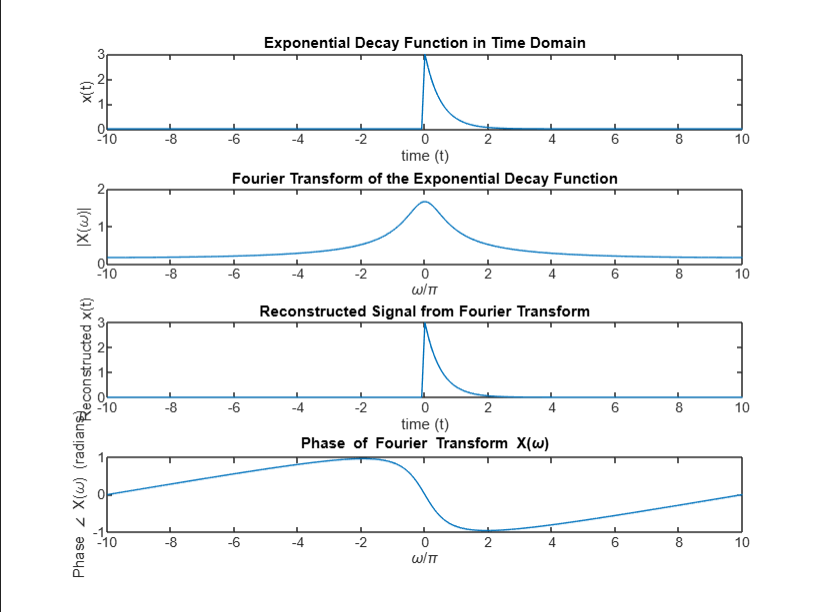 Exponential Decay Function in Time Domain
x(t)
3
2
1
0
-10 -8 -6 -4 -2 0 2 4 6 8 10
time (t)
Fourier Transform of the Exponential Decay Function
|X(ω)|
2
1
0
-10 -8 -6 -4 -2 0 2 4 6 8 10
ω/π
Reconstructed Signal from Fourier Transform
Reconstructed x(t)
3
2
1
0
-10 -8 -6 -4 -2 0 2 4 6 8 10
time (t)
Phase of Fourier Transform X(ω)
Phase ∠ X(ω) (radians)
1
0
-1
-10 -8 -6 -4 -2 0 2 4 6 8 10
ω/π